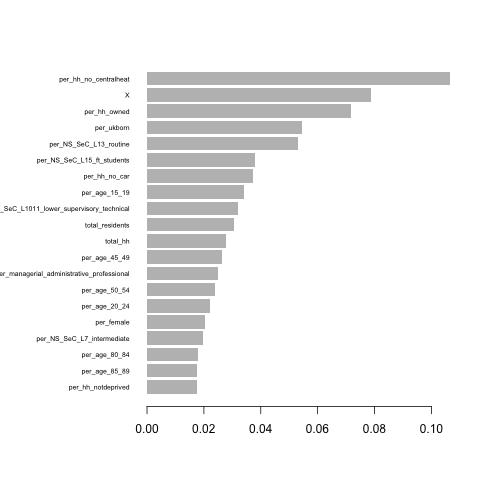 per_hh_no_centralheat
X
per_hh_owned
per_ukborn
per_NS_SeC_L13_routine
per_NS_SeC_L15_ft_students
per_hh_no_car
per_age_15_19
_SeC_L1011_lower_supervisory_technical
total_residents
total_hh
per_age_45_49
er_managerial_administrative_professional
per_age_50_54
per_age_20_24
per_female
per_NS_SeC_L7_intermediate
per_age_80_84
per_age_85_89
per_hh_notdeprived
0.00 0.02 0.04 0.06 0.08 0.10